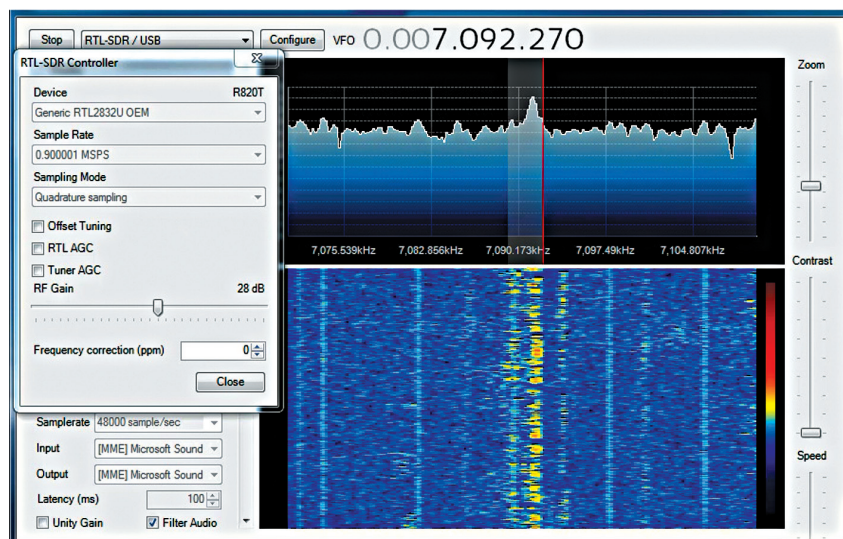 Stop RTL-SDR / USB Configure VFO 0.007.092.270
RTL-SDR Controller
Device R820T
Generic RTL2832U OEM
Sample Rate
0.900001 MSPS
Sampling Mode
Quadrature sampling
Offset Tuning
RTL AGC
Tuner AGC
RF Gain 28 dB
Frequency correction (ppm) 0
Close
Samplerate 48000 sample/sec
Input [MME] Microsoft Sound
Output [MME] Microsoft Sound
Latency (ms) 100
Unity Gain Filter Audio
7,075.539kHz 7,082.856kHz 7,090.173kHz 7,097.49kHz 7,104.807kHz
Zoom
Contrast
Speed